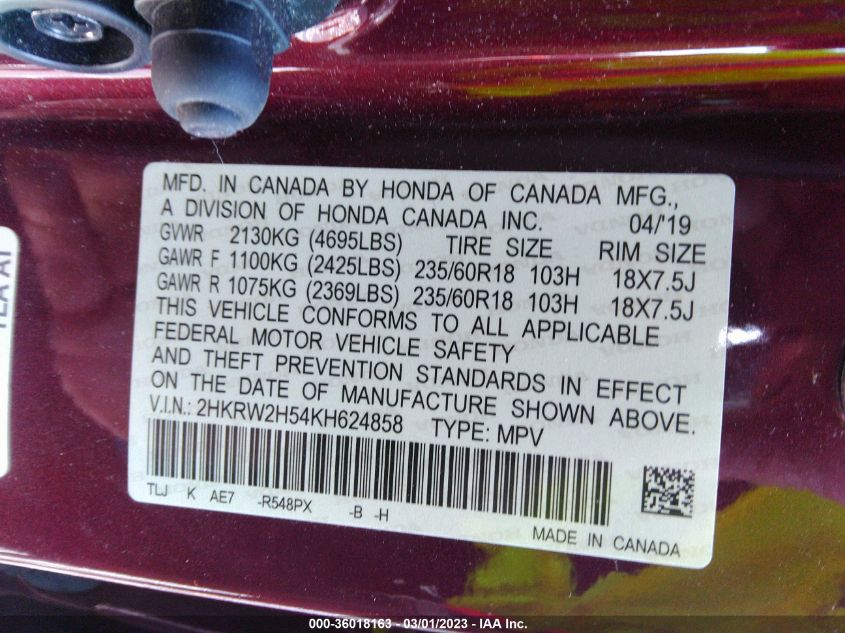 MFD. IN CANADA BY HONDA OF CANADA MFG.,
A DIVISION OF HONDA CANADA INC. 04/'19
GVWR 2130KG (4695LBS) TIRE SIZE RIM SIZE
GAWR F 1100KG (2425LBS) 235/60R18 103H 18X7.5J
GAWR R 1075KG (2369LBS) 235/60R18 103H 18X7.5J
THIS VEHICLE CONFORMS TO ALL APPLICABLE
FEDERAL MOTOR VEHICLE SAFETY
AND THEFT PREVENTION STANDARDS IN EFFECT
ON THE DATE OF MANUFACTURE SHOWN ABOVE.
V.I.N.: 2HKRW2H54KH624858 TYPE: MPV
TLJ K AE7 -R548PX -B -H
MADE IN CANADA
000-36018163 - 03/01/2023 - © IAA Inc.